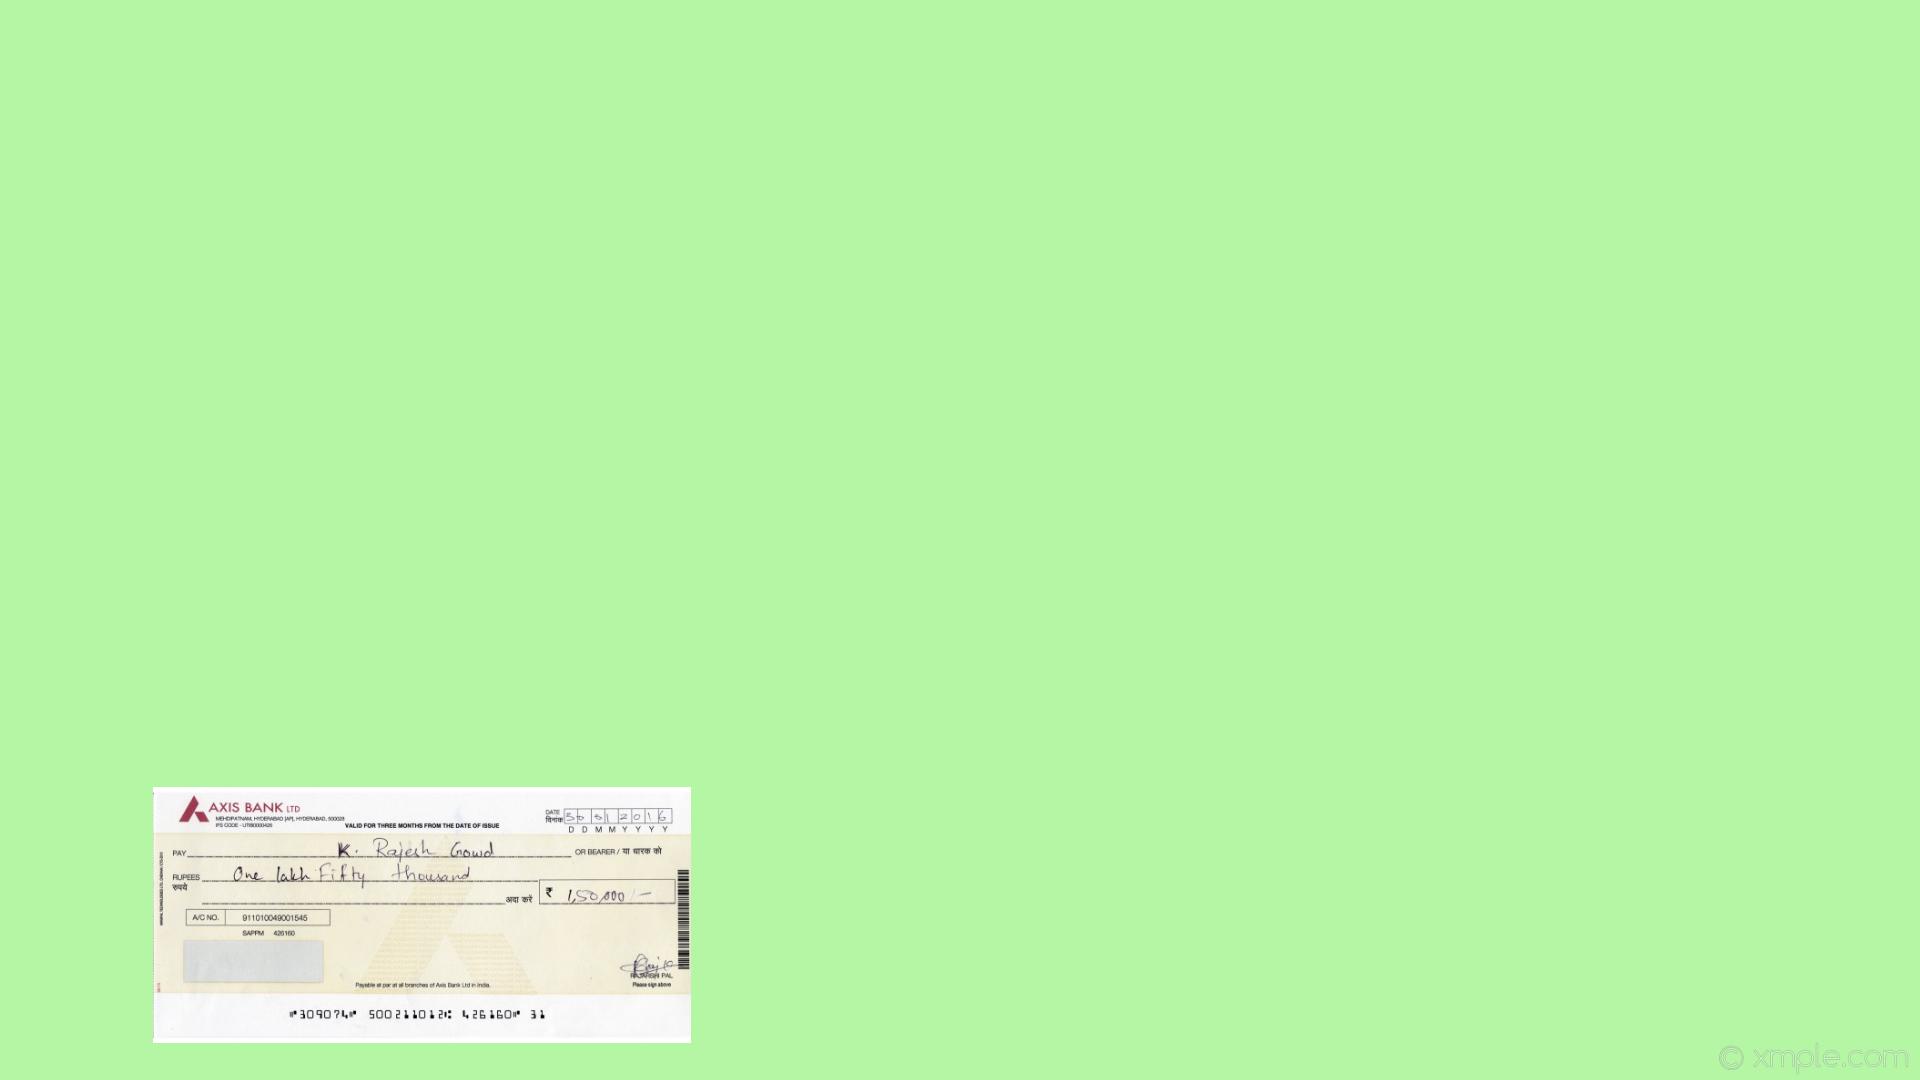 AXIS BANK LTD
MEHDIPATNAM, HYDERABAD [AP], HYDERABAD, 500028
IFS CODE - UTIB0000426
VALID FOR THREE MONTHS FROM THE DATE OF ISSUE
DATE
दिनांक
30 5 1 2 0 1 6
D D M M Y Y Y Y
PAY K. Rajesh Gowd OR BEARER / या धारक को
RUPEES One lakh Fifty thousand
रुपये
अदा करें ₹ 1,50,000/-
A/C NO. 911010049001545
SAPPM 426160
RAJARSHI PAL
Please sign above
Payable at par at all branches of Axis Bank Ltd in India.
⑈309074⑈ 500211012⑆ 426160⑈ 31
© xmple.com